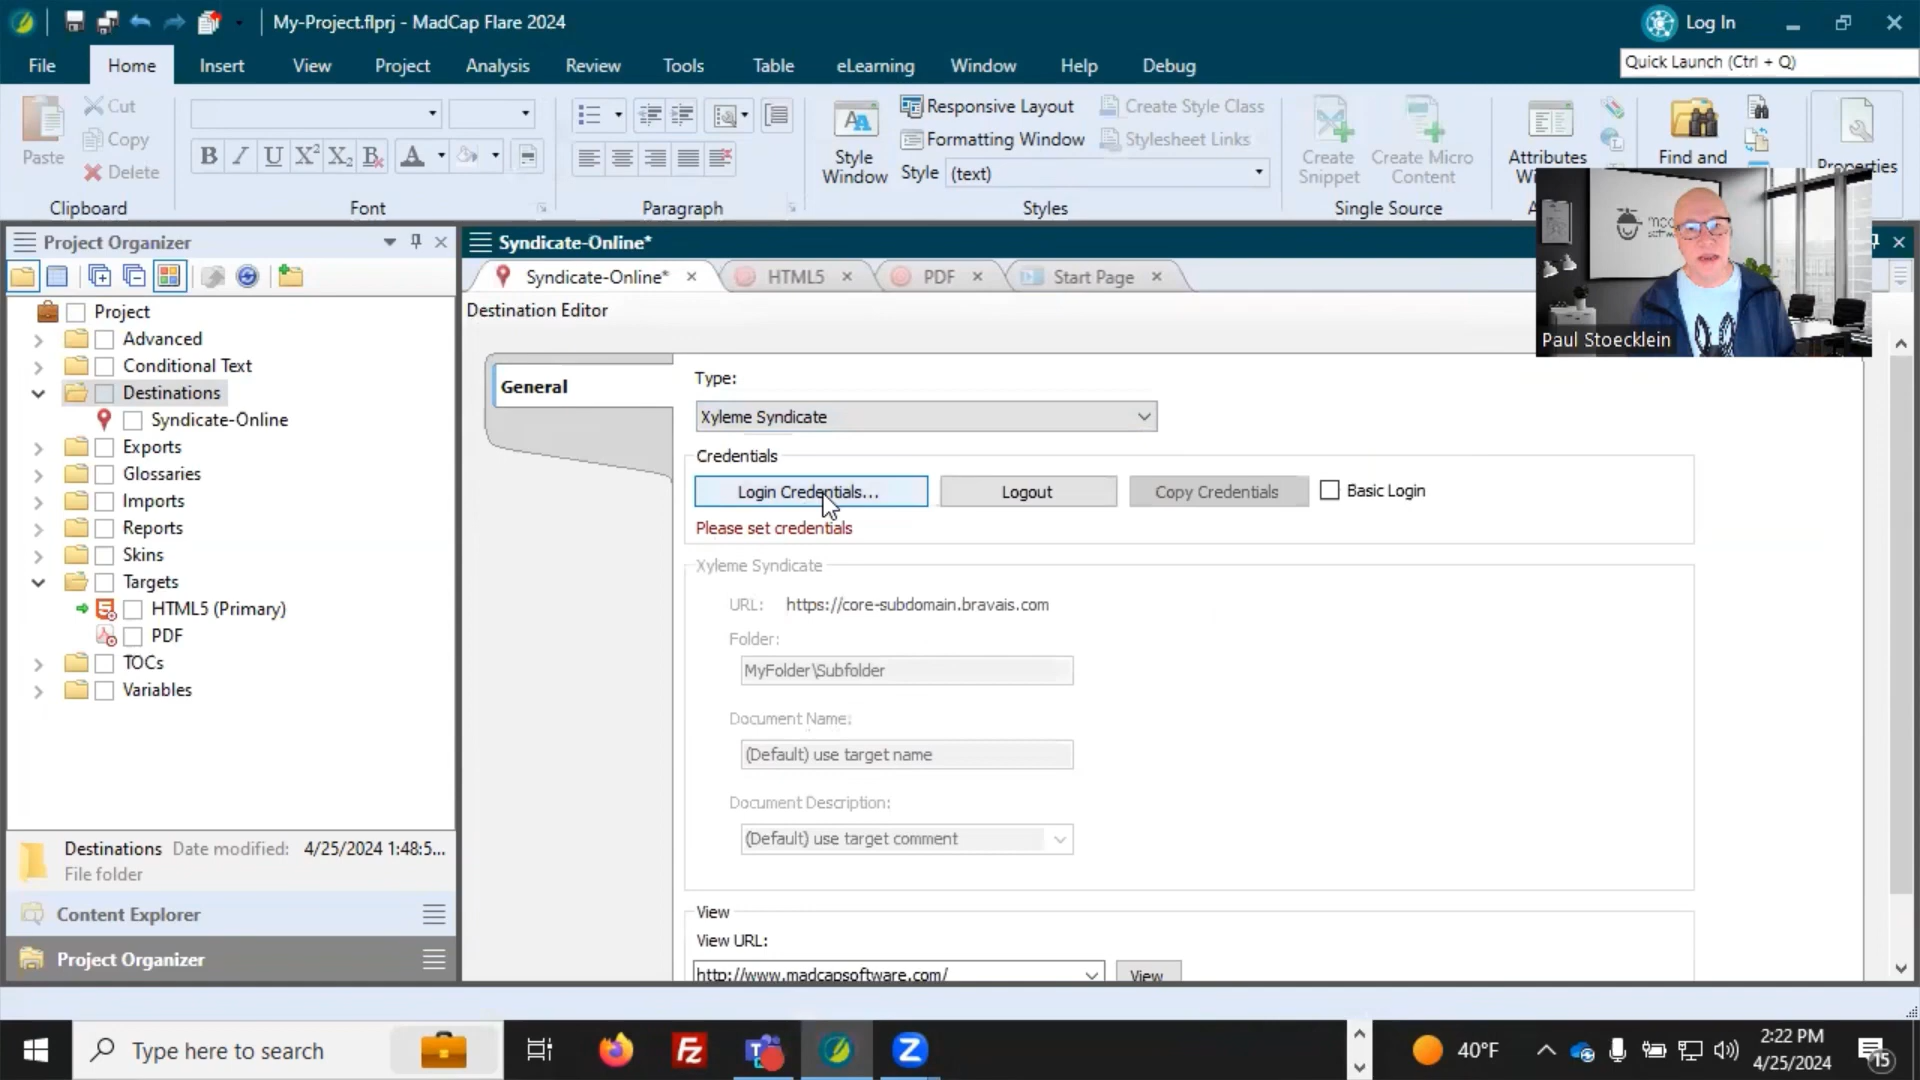 My-Project.flprj - MadCap Flare 2024
Log In
File Home Insert View Project Analysis Review Tools Table eLearning Window Help Debug
Quick Launch (Ctrl + Q)
Paste
Cut
Copy
Delete
Clipboard
Font
Paragraph
Style Window
Responsive Layout
Formatting Window
Create Style Class
Stylesheet Links
Style (text)
Styles
Create Snippet
Create Micro Content
Single Source
Attributes
Find and
Properties
Project Organizer
Project
Advanced
Conditional Text
Destinations
Syndicate-Online
Exports
Glossaries
Imports
Reports
Skins
Targets
HTML5 (Primary)
PDF
TOCs
Variables
Destinations Date modified: 4/25/2024 1:48:5...
File folder
Content Explorer
Project Organizer
Syndicate-Online*
Syndicate-Online* HTML5 PDF Start Page
Destination Editor
General
Type:
Xyleme Syndicate
Credentials
Login Credentials... Logout Copy Credentials Basic Login
Please set credentials
Xyleme Syndicate
URL: https://core-subdomain.bravais.com
Folder:
MyFolder\Subfolder
Document Name:
(Default) use target name
Document Description:
(Default) use target comment
View
View URL:
http://www.madcapsoftware.com/ View
Paul Stoecklein
Type here to search
40°F
2:22 PM
4/25/2024
15